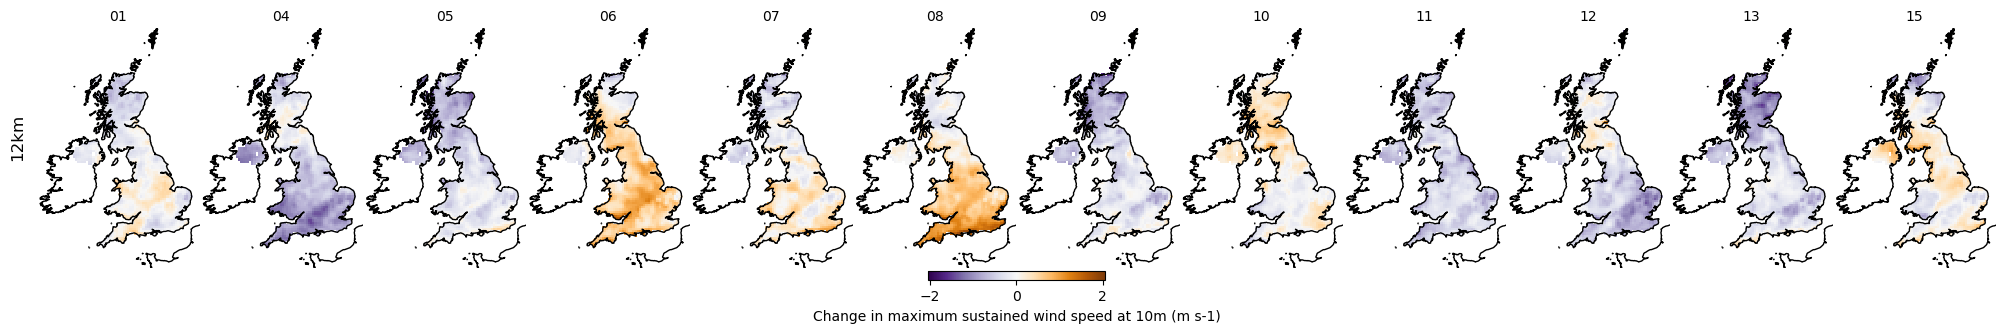 01 04 05 06 07 08 09 10 11 12 13 15
12km
−2 0 2
Change in maximum sustained wind speed at 10m (m s-1)